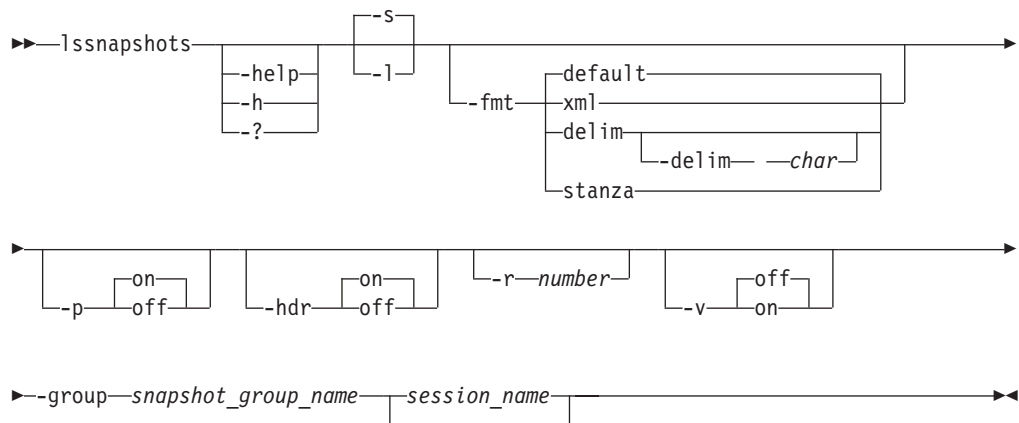 -s
lssnapshots
-help -l default
-h -fmt xml
-? delim
-delim char
stanza
on on off
-p off -hdr off -r number -v on
-group snapshot_group_name session_name